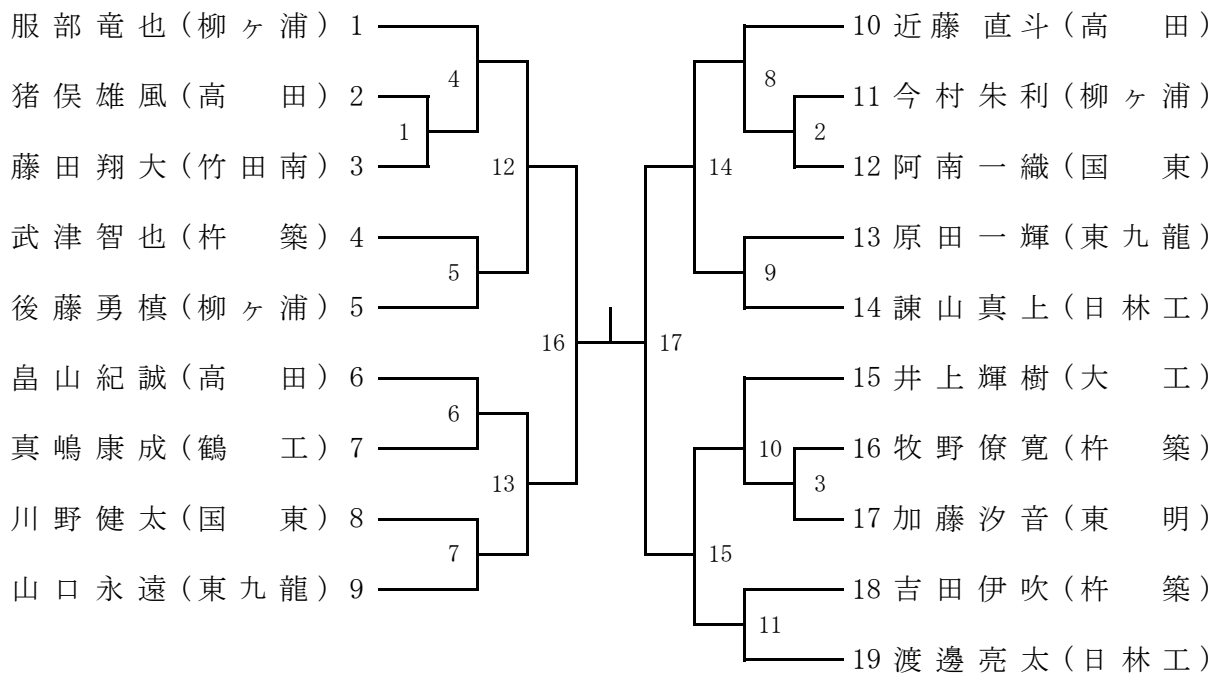 服部竜也(柳ヶ浦) 1
猪俣雄風(高　田) 2
藤田翔大(竹田南) 3
武津智也(杵　築) 4
後藤勇槙(柳ヶ浦) 5
畠山紀誠(高　田) 6
真嶋康成(鶴　工) 7
川野健太(国　東) 8
山口永遠(東九龍) 9
4
1
12
5
16
6
13
7
10 近藤直斗(高　田)
11 今村朱利(柳ヶ浦)
12 阿南一織(国　東)
13 原田一輝(東九龍)
14 諌山真上(日林工)
15 井上輝樹(大　工)
16 牧野僚寛(杵　築)
17 加藤汐音(東　明)
18 吉田伊吹(杵　築)
19 渡邊亮太(日林工)
8
2
14
9
17
10
3
15
11